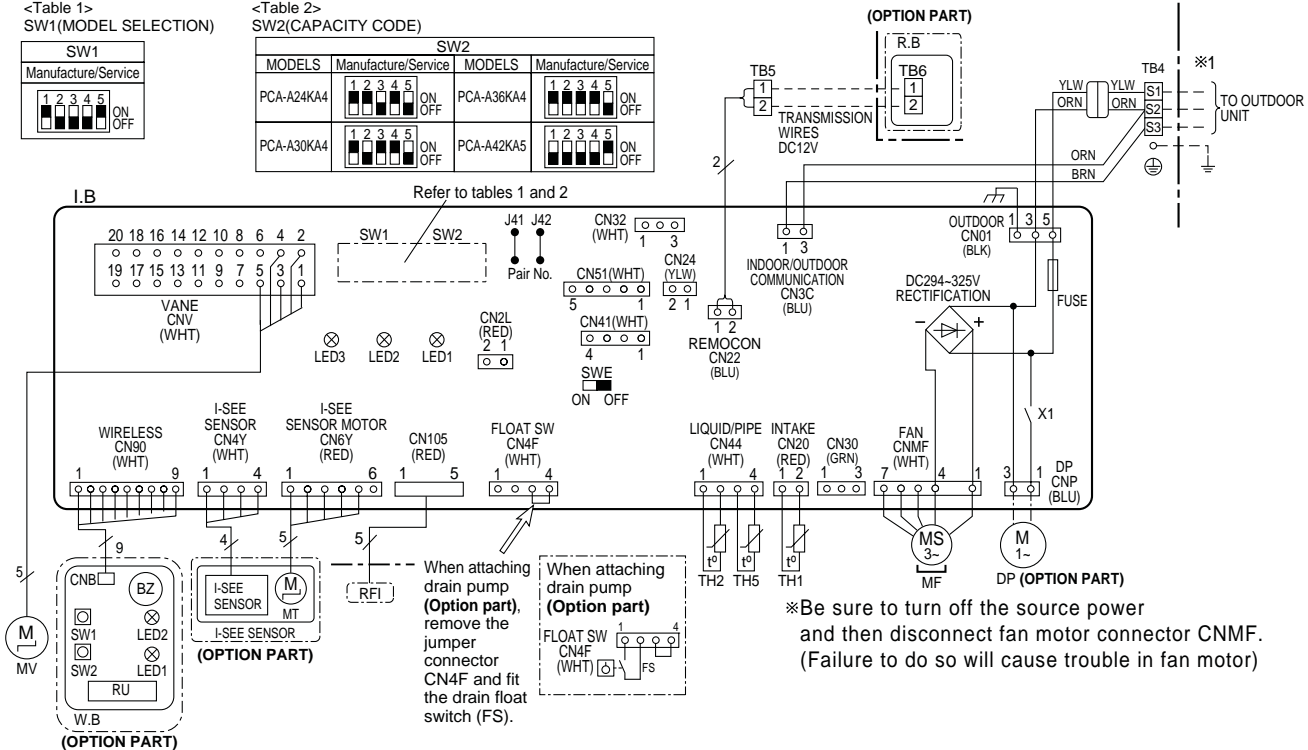 <Table 1>
SW1(MODEL SELECTION)
SW1
Manufacture/Service
1 2 3 4 5
ON
OFF
<Table 2>
SW2(CAPACITY CODE)
SW2
MODELS Manufacture/Service MODELS Manufacture/Service
PCA-A24KA4 1 2 3 4 5 ON OFF PCA-A36KA4 1 2 3 4 5 ON OFF
PCA-A30KA4 1 2 3 4 5 ON OFF PCA-A42KA5 1 2 3 4 5 ON OFF
(OPTION PART)
R.B
TB6
1
2
TB5
1
2
TRANSMISSION
WIRES
DC12V
2
TB4
※1
YLW YLW S1
ORN ORN S2
S3
TO OUTDOOR
UNIT
ORN
BRN
I.B
Refer to tables 1 and 2
20 18 16 14 12 10 8 6 4 2
19 17 15 13 11 9 7 5 3 1
VANE
CNV
(WHT)
SW1 SW2
J41 J42
Pair No.
CN32
(WHT)
1 3
CN24
(YLW)
2 1
CN51(WHT)
5 1
CN41(WHT)
4 1
SWE
ON OFF
CN2L
(RED)
2 1
LED3 LED2 LED1
1 2
REMOCON
CN22
(BLU)
1 3
INDOOR/OUTDOOR
COMMUNICATION
CN3C
(BLU)
OUTDOOR
CN01
(BLK)
1 3 5
DC294~325V
RECTIFICATION
− +
FUSE
X1
WIRELESS
CN90
(WHT)
1 9
I-SEE
SENSOR
CN4Y
(WHT)
1 4
I-SEE
SENSOR MOTOR
CN6Y
(RED)
1 6
CN105
(RED)
1 5
FLOAT SW
CN4F
(WHT)
1 4
LIQUID/PIPE
CN44
(WHT)
1 4
INTAKE
CN20
(RED)
1 2
CN30
(GRN)
1 3
FAN
CNMF
(WHT)
7 4 1
DP
CNP
(BLU)
3 1
5
M
MV
9
CNB
BZ
SW1
LED2
SW2
LED1
RU
W.B
(OPTION PART)
4
I-SEE
SENSOR
5
M
MT
I-SEE SENSOR
(OPTION PART)
5
RFI
When attaching
drain pump
(Option part),
remove the
jumper
connector
CN4F and fit
the drain float
switch (FS).
When attaching
drain pump
(Option part)
FLOAT SW
CN4F
(WHT)
1 4
FS
t° t° t°
TH2 TH5 TH1
MS
3~
MF
M
1~
DP (OPTION PART)
※Be sure to turn off the source power
and then disconnect fan motor connector CNMF.
(Failure to do so will cause trouble in fan motor)